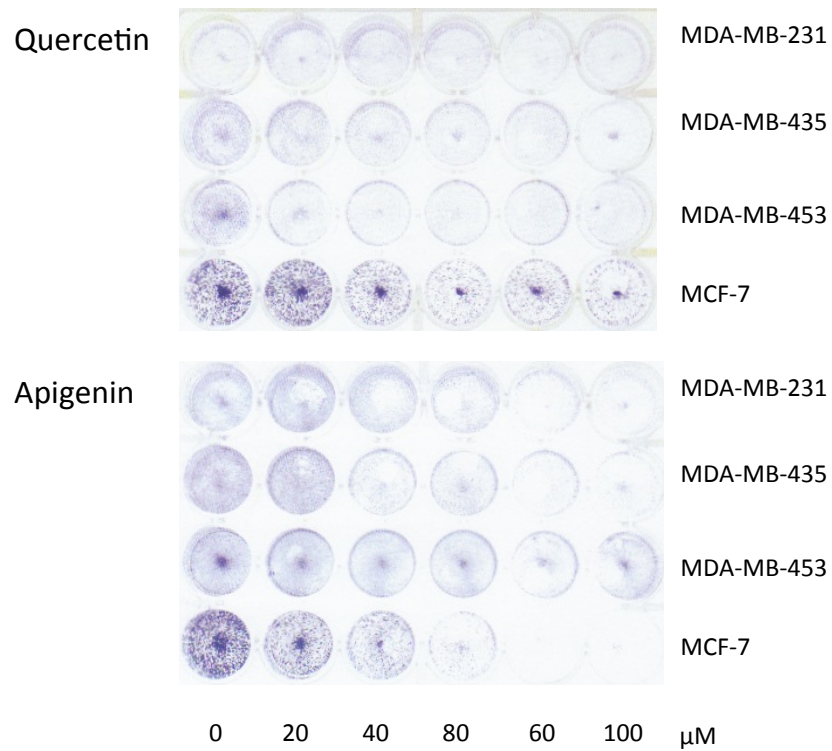 Quercetin
MDA-MB-231
MDA-MB-435
MDA-MB-453
MCF-7
Apigenin
MDA-MB-231
MDA-MB-435
MDA-MB-453
MCF-7
0 20 40 80 60 100 µM